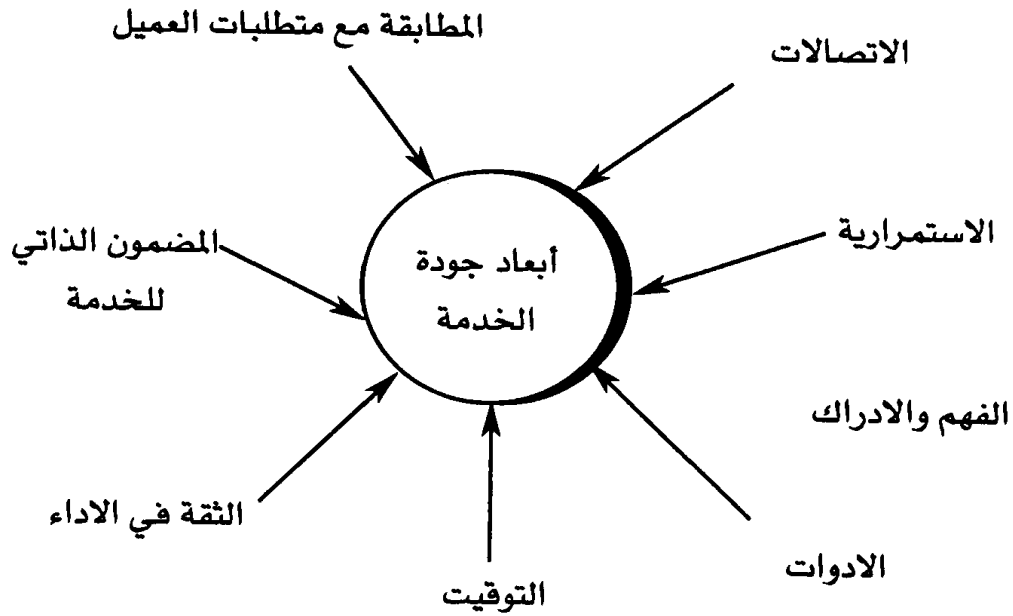 المطابقة مع متطلبات العميل
الاتصالات
الاستمرارية
المضمون الذاتي
للخدمة
أبعاد جودة
الخدمة
الفهم والادراك
الثقة في الاداء
الادوات
التوقيت